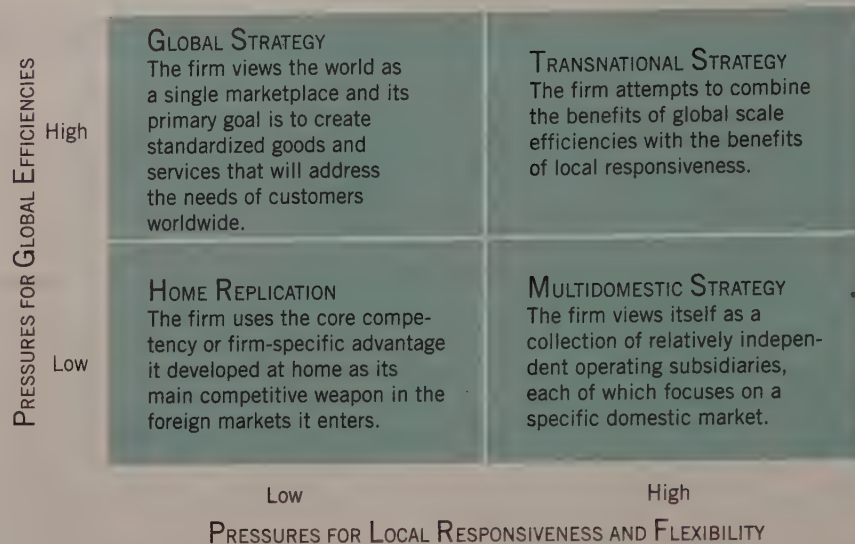 GLOBAL STRATEGY
The firm views the world as
a single marketplace and its
primary goal is to create
standardized goods and
services that will address
the needs of customers
worldwide.
TRANSNATIONAL STRATEGY
The firm attempts to combine
the benefits of global scale
efficiencies with the benefits
of local responsiveness.
HOME REPLICATION
The firm uses the core compe-
tency or firm-specific advantage
it developed at home as its
main competitive weapon in the
foreign markets it enters.
MULTIDOMESTIC STRATEGY
The firm views itself as a
collection of relatively indepen-
dent operating subsidiaries,
each of which focuses on a
specific domestic market.
PRESSURES FOR GLOBAL EFFICIENCIES
High
Low
Low
High
PRESSURES FOR LOCAL RESPONSIVENESS AND FLEXIBILITY